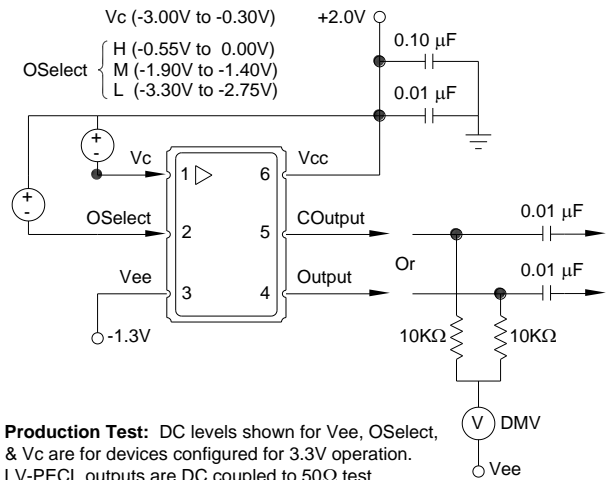 Vc (-3.00V to -0.30V)
+2.0V
0.10 µF
H (-0.55V to 0.00V)
OSelect
M (-1.90V to -1.40V)
L (-3.30V to -2.75V)
0.01 µF
+
-
Vc
Vcc
1
6
+
-
OSelect
COutput
0.01 µF
2
5
Or
Vee
Output
0.01 µF
3
4
-1.3V
10KΩ
10KΩ
V
DMV
Production Test: DC levels shown for Vee, OSelect,
& Vc are for devices configured for 3.3V operation.
Vee
LV-PECL outputs are DC coupled to 50Ω test